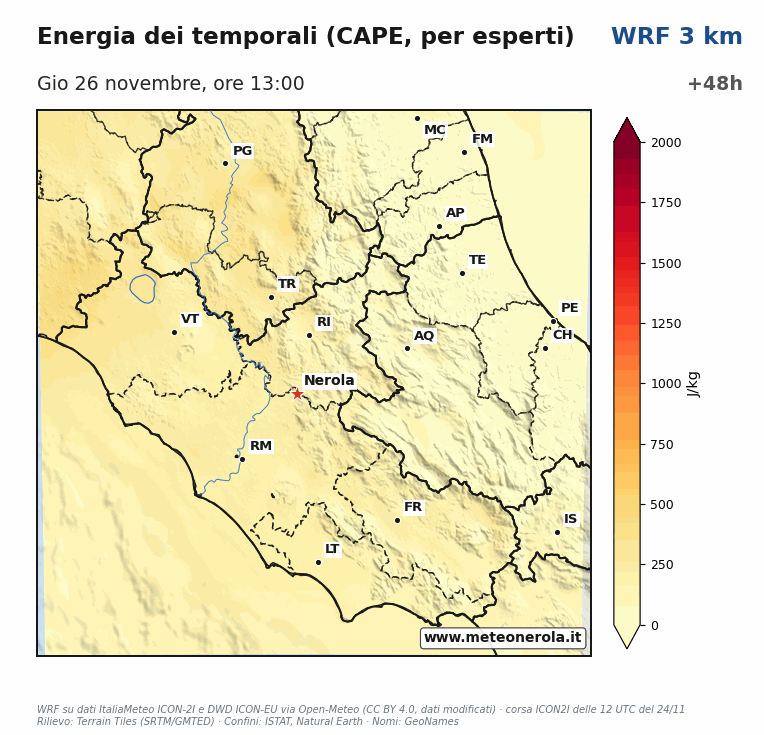 Energia dei temporali (CAPE, per esperti) WRF 3 km
Gio 26 novembre, ore 13:00 +48h
MC
FM
PG
AP
TE
TR
PE
VT
RI
CH
AQ
Nerola
RM
FR
IS
LT
www.meteonerola.it
2000
1750
1500
1250
1000
750
500
250
0
J/kg
WRF su dati ItaliaMeteo ICON-2I e DWD ICON-EU via Open-Meteo (CC BY 4.0, dati modificati) · corsa ICON2I delle 12 UTC del 24/11
Rilievo: Terrain Tiles (SRTM/GMTED) · Confini: ISTAT, Natural Earth · Nomi: GeoNames